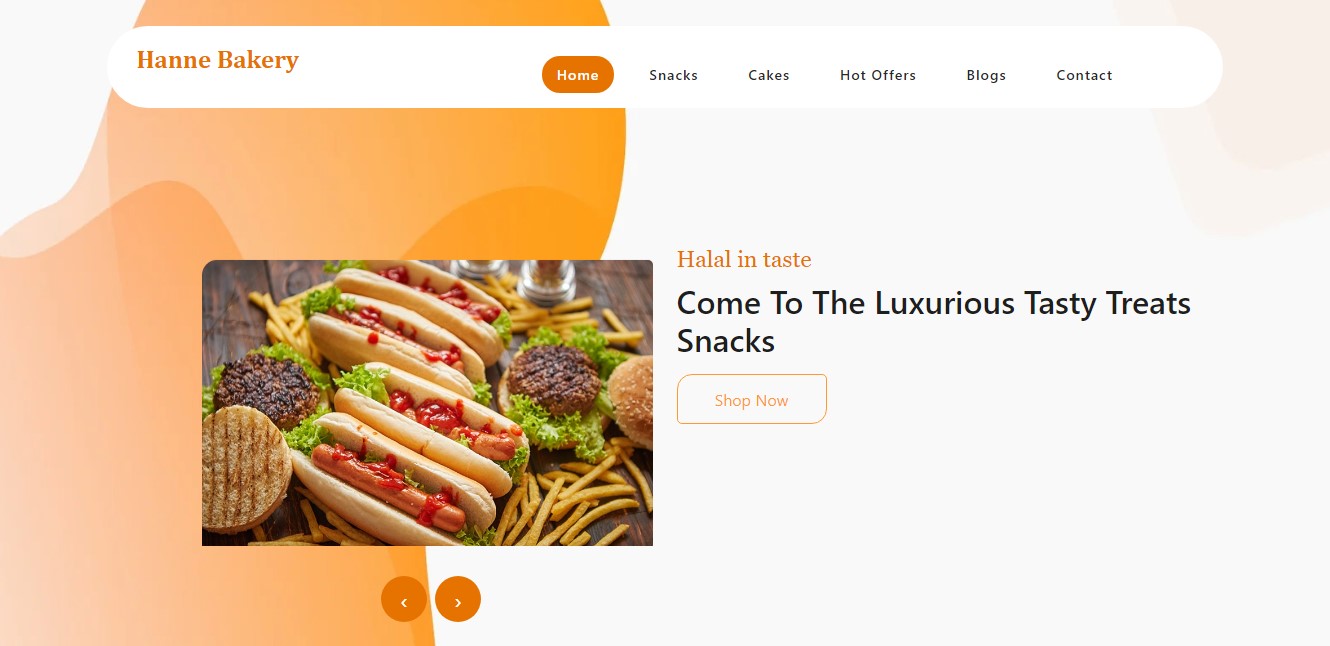 Hanne Bakery
Home Snacks Cakes Hot Offers Blogs Contact
Halal in taste
Come To The Luxurious Tasty Treats
Snacks
Shop Now
‹ ›